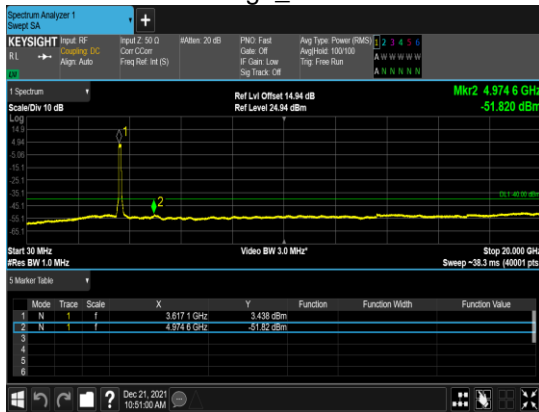 Spectrum Analyzer 1
Swept SA
KEYSIGHT Input: RF Input Z: 50 Ω #Atten: 20 dB PNO: Fast Avg Type: Power (RMS) 1 2 3 4 5 6
RL Coupling: DC Corr CCorr Gate: Off Avg|Hold: 100/100 A W W W W W
Align: Auto Freq Ref: Int (S) IF Gain: Low Trig: Free Run
Sig Track: Off A N N N N N
1 Spectrum Ref Lvl Offset 14.94 dB Mkr2 4.974 6 GHz
Scale/Div 10 dB Ref Level 24.94 dBm -51.820 dBm
Log
14.9
4.94
-5.06
-15.1
-25.1
-35.1
-45.1
-55.1
-65.1
1
2
Start 30 MHz Video BW 3.0 MHz* Stop 20.000 GHz
#Res BW 1.0 MHz Sweep ~38.3 ms (40001 pts
5 Marker Table
Mode Trace Scale X Y Function Function Width Function Value
1 N 1 f 3.617 1 GHz 3.438 dBm
2 N 1 f 4.974 6 GHz -51.82 dBm
3
4
5
6
? Dec 21, 2021
10:51:00 AM